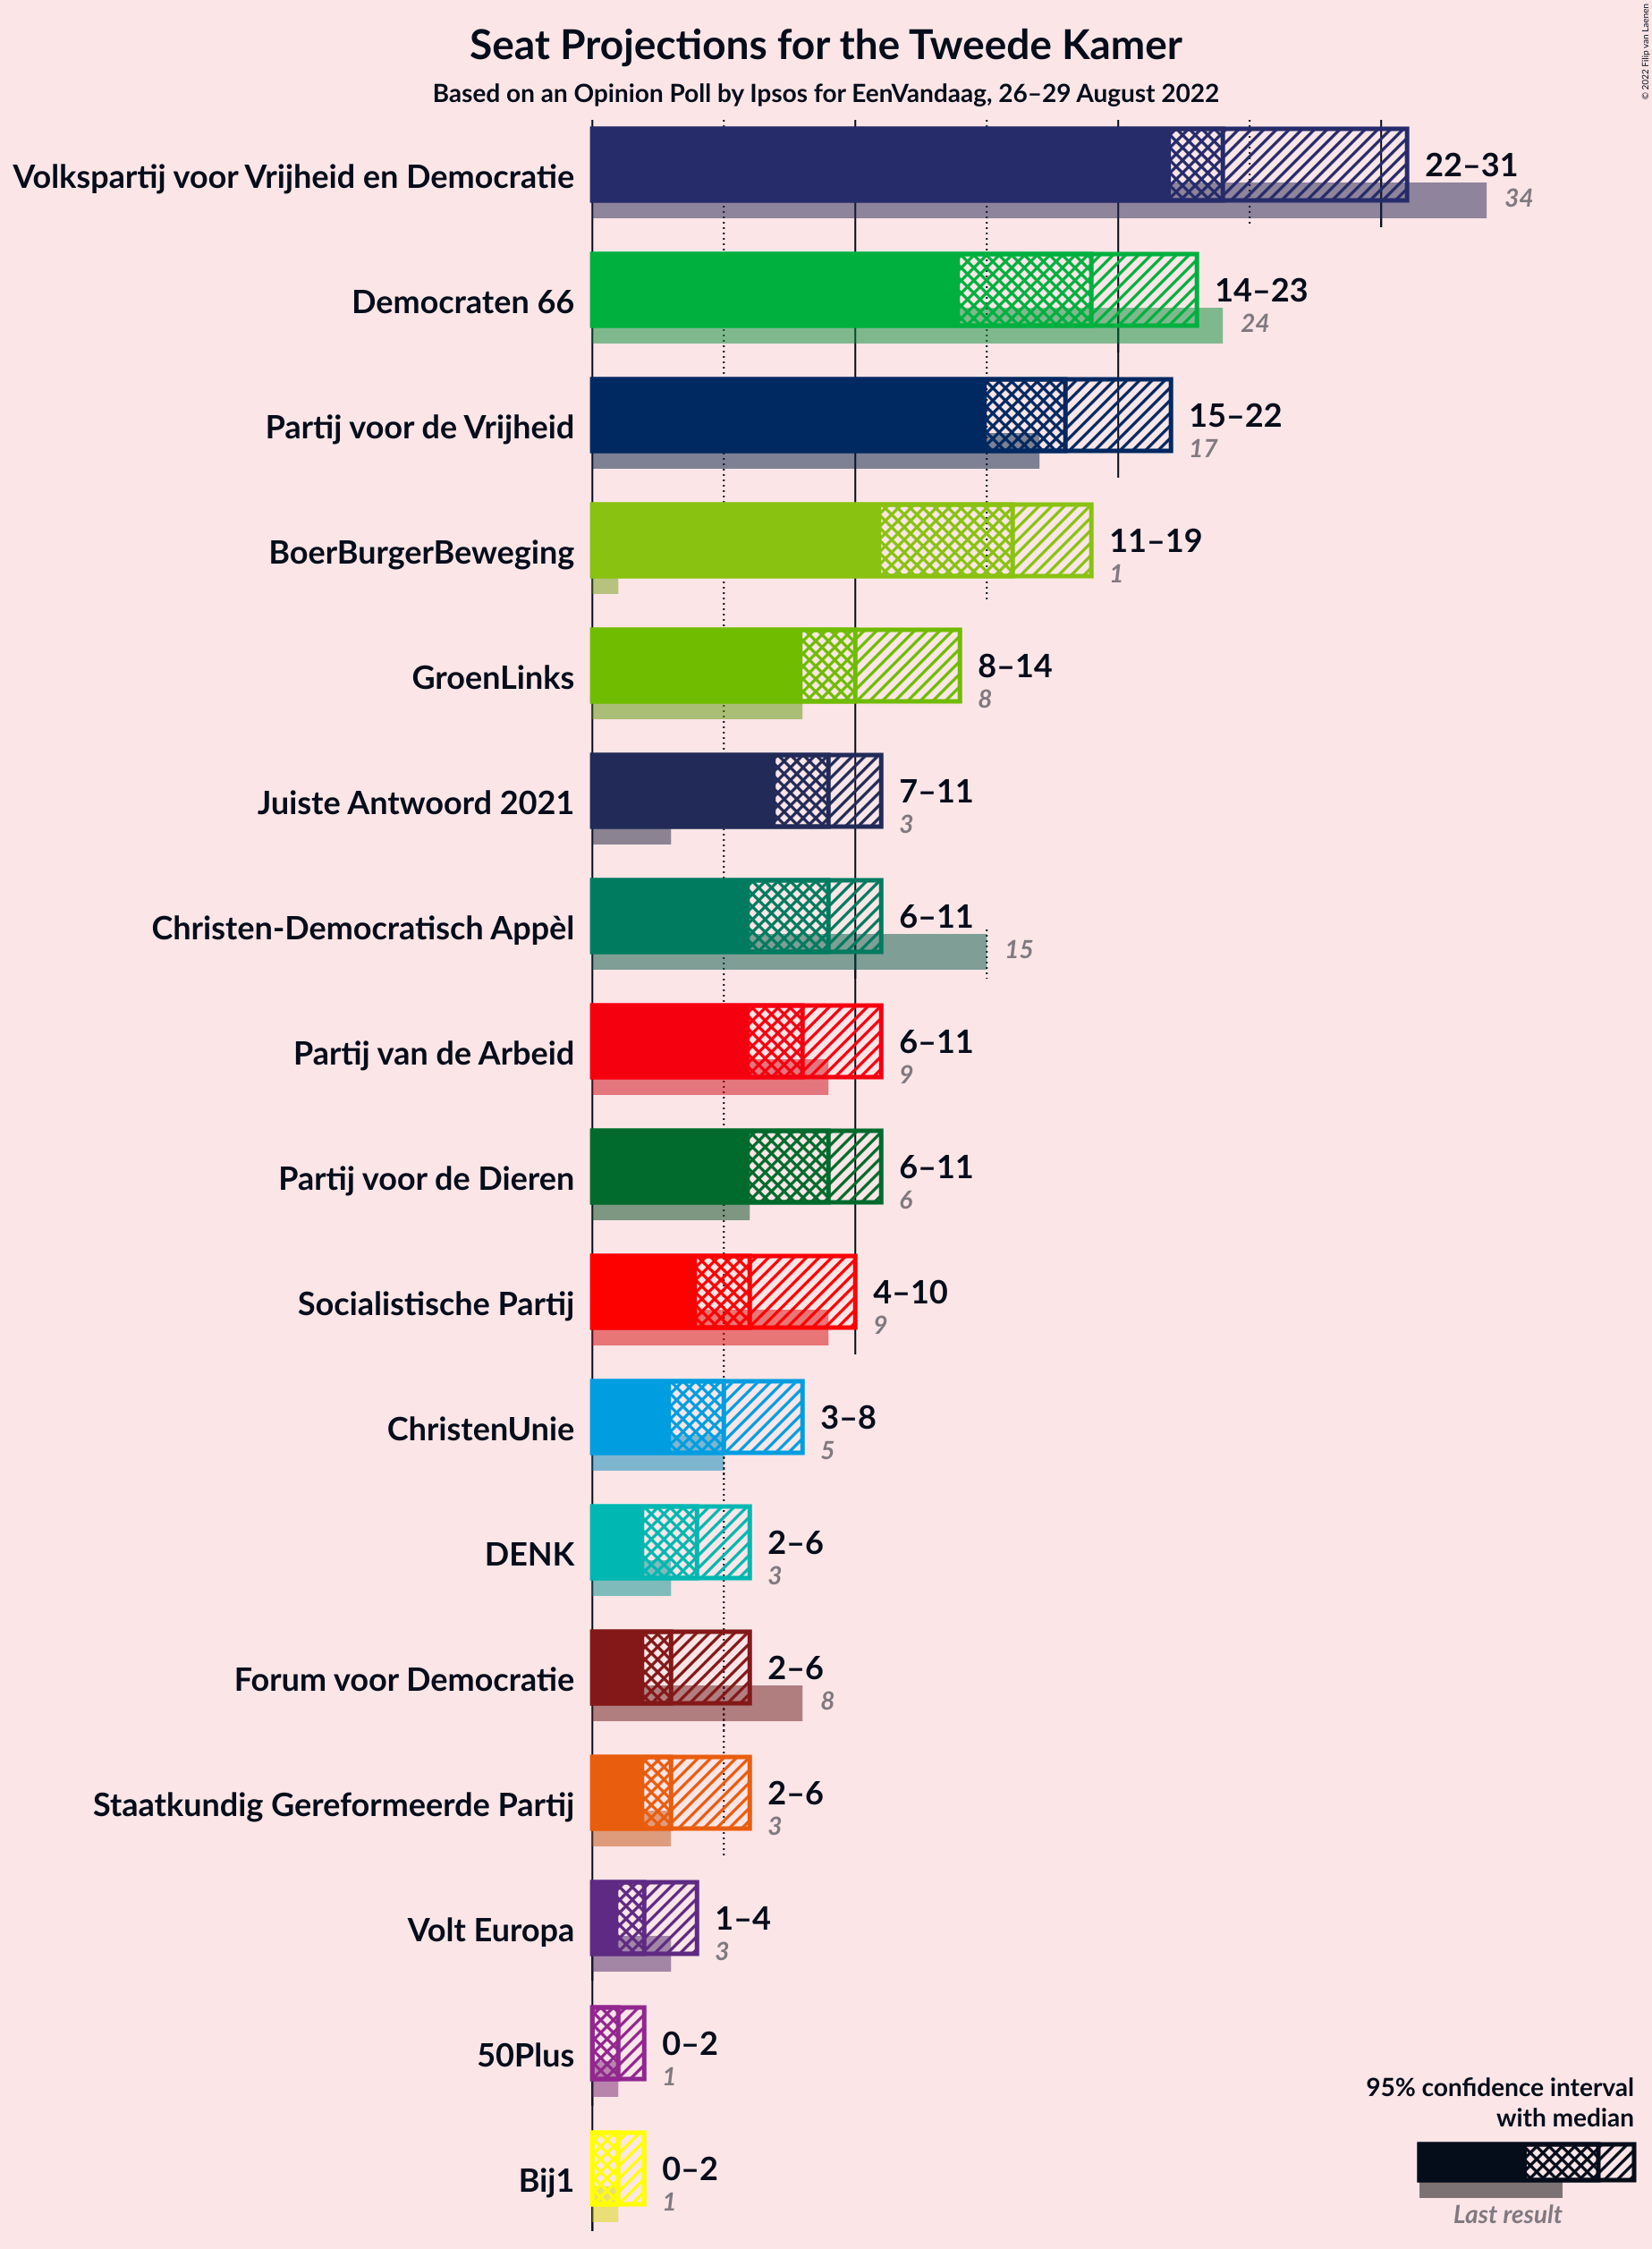 Seat Projections for the Tweede Kamer
Based on an Opinion Poll by Ipsos for EenVandaag, 26–29 August 2022
© 2022 Filip van Laenen
Volkspartij voor Vrijheid en Democratie
22–31
34
Democraten 66
14–23
24
Partij voor de Vrijheid
15–22
17
BoerBurgerBeweging
11–19
1
GroenLinks
8–14
8
Juiste Antwoord 2021
7–11
3
Christen-Democratisch Appèl
6–11
15
Partij van de Arbeid
6–11
9
Partij voor de Dieren
6–11
6
Socialistische Partij
4–10
9
ChristenUnie
3–8
5
DENK
2–6
3
Forum voor Democratie
2–6
8
Staatkundig Gereformeerde Partij
2–6
3
Volt Europa
1–4
3
50Plus
0–2
1
Bij1
0–2
1
95% confidence interval
with median
Last result